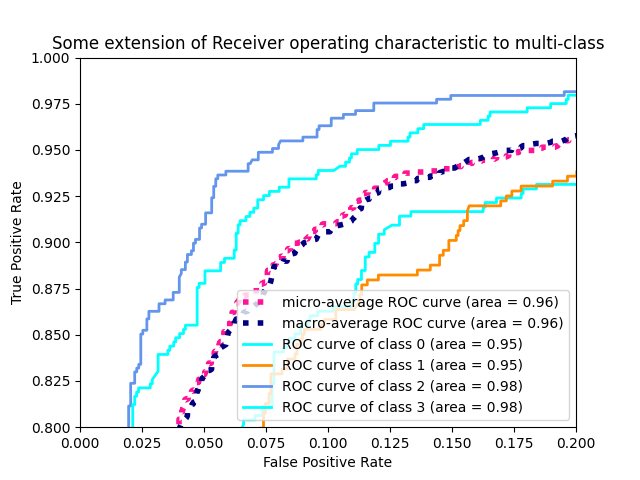 Some extension of Receiver operating characteristic to multi-class
1.000
0.975
0.950
0.925
0.900
0.875
0.850
0.825
0.800
True Positive Rate
micro-average ROC curve (area = 0.96)
macro-average ROC curve (area = 0.96)
ROC curve of class 0 (area = 0.95)
ROC curve of class 1 (area = 0.95)
ROC curve of class 2 (area = 0.98)
ROC curve of class 3 (area = 0.98)
0.000 0.025 0.050 0.075 0.100 0.125 0.150 0.175 0.200
False Positive Rate